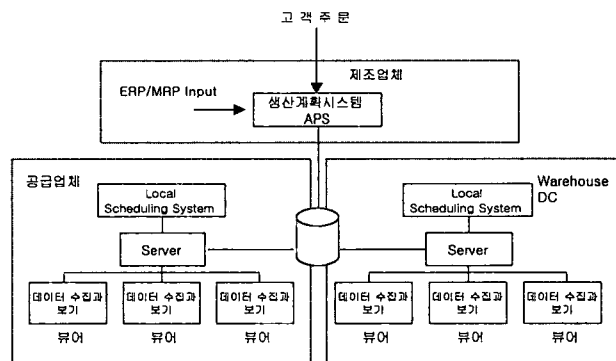 고 객 주 문
제조업체
ERP/MRP Input
생산계획시스템
APS
공급업체
Local
Scheduling System
Server
데이터 수집과
보기
데이터 수집과
보기
데이터 수집과
보기
뷰어
뷰어
뷰어
Warehouse
DC
Local
Scheduling System
Server
데이터 수집과
보기
데이터 수집과
보기
데이터 수집과
보기
뷰어
뷰어
뷰어